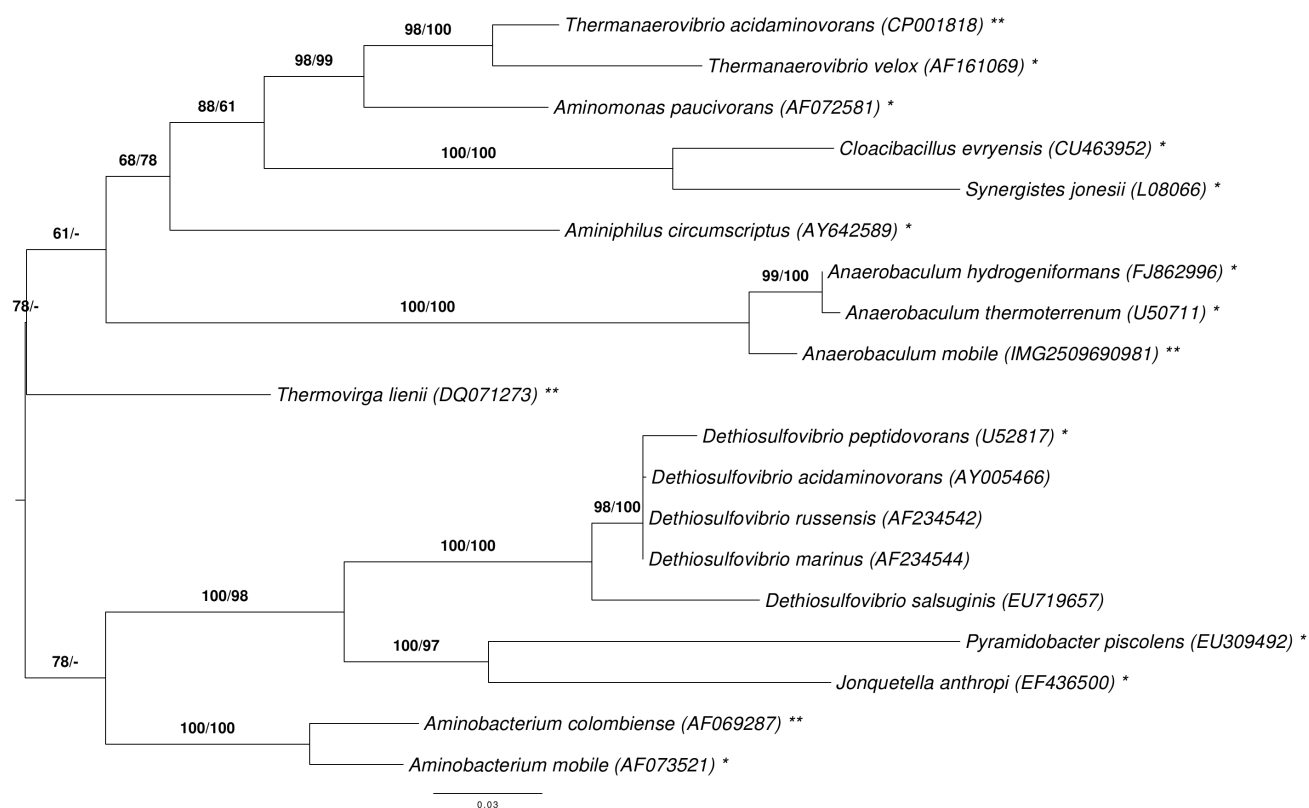 98/100
Thermanaerovibrio acidaminovorans (CP001818) **
98/99
Thermanaerovibrio velox (AF161069) *
88/61
Aminomonas paucivorans (AF072581) *
100/100
Cloacibacillus evryensis (CU463952) *
68/78
Synergistes jonesii (L08066) *
61/-
Aminiphilus circumscriptus (AY642589) *
99/100
Anaerobaculum hydrogeniformans (FJ862996) *
78/-
100/100
Anaerobaculum thermoterrenum (U50711) *
Anaerobaculum mobile (IMG2509690981) **
Thermovirga lienii (DQ071273) **
Dethiosulfovibrio peptidovorans (U52817) *
Dethiosulfovibrio acidaminovorans (AY005466)
98/100
Dethiosulfovibrio russensis (AF234542)
100/100
Dethiosulfovibrio marinus (AF234544)
100/98
Dethiosulfovibrio salsuginis (EU719657)
100/97
Pyramidobacter piscolens (EU309492) *
78/-
Jonquetella anthropi (EF436500) *
100/100
Aminobacterium colombiense (AF069287) **
Aminobacterium mobile (AF073521) *
0.03